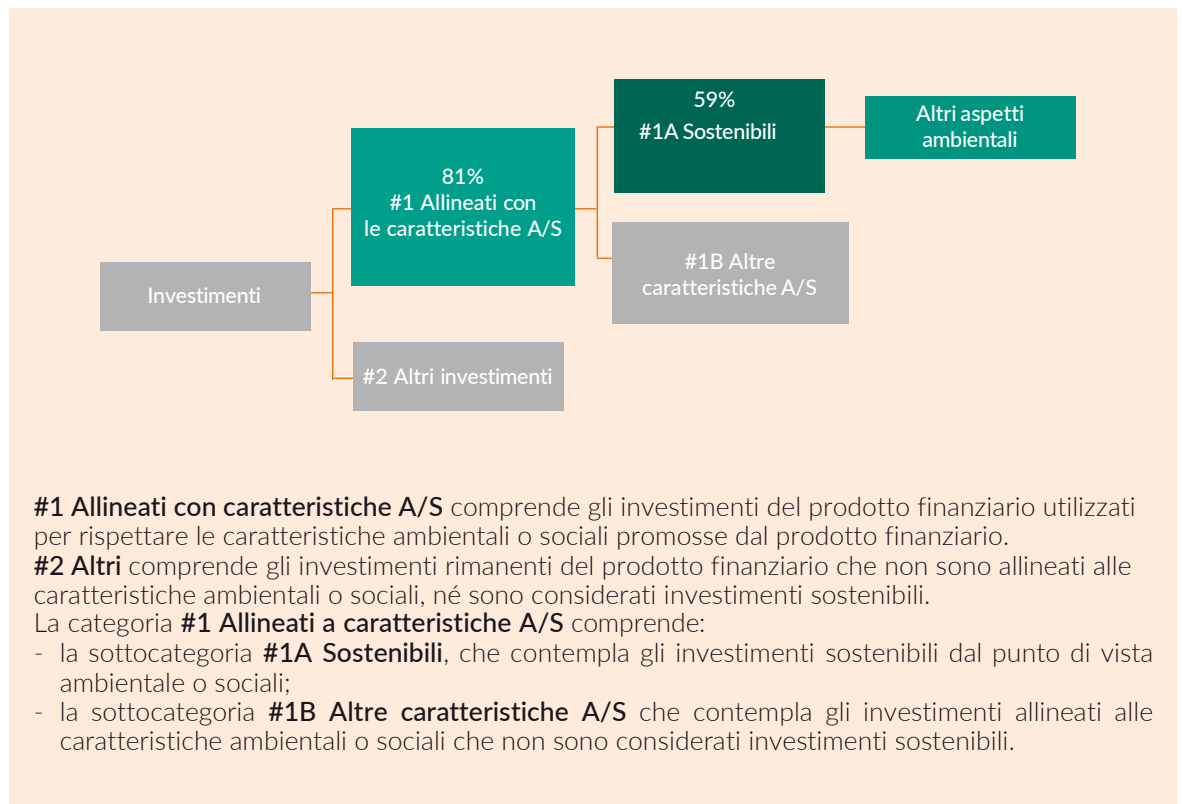 59%
#1A Sostenibili
Altri aspetti
ambientali
81%
#1 Allineati con
le caratteristiche A/S
#1B Altre
caratteristiche A/S
Investimenti
#2 Altri investimenti
#1 Allineati con caratteristiche A/S comprende gli investimenti del prodotto finanziario utilizzati
per rispettare le caratteristiche ambientali o sociali promosse dal prodotto finanziario.
#2 Altri comprende gli investimenti rimanenti del prodotto finanziario che non sono allineati alle
caratteristiche ambientali o sociali, né sono considerati investimenti sostenibili.
La categoria #1 Allineati a caratteristiche A/S comprende:
- la sottocategoria #1A Sostenibili, che contempla gli investimenti sostenibili dal punto di vista
ambientale o sociali;
- la sottocategoria #1B Altre caratteristiche A/S che contempla gli investimenti allineati alle
caratteristiche ambientali o sociali che non sono considerati investimenti sostenibili.